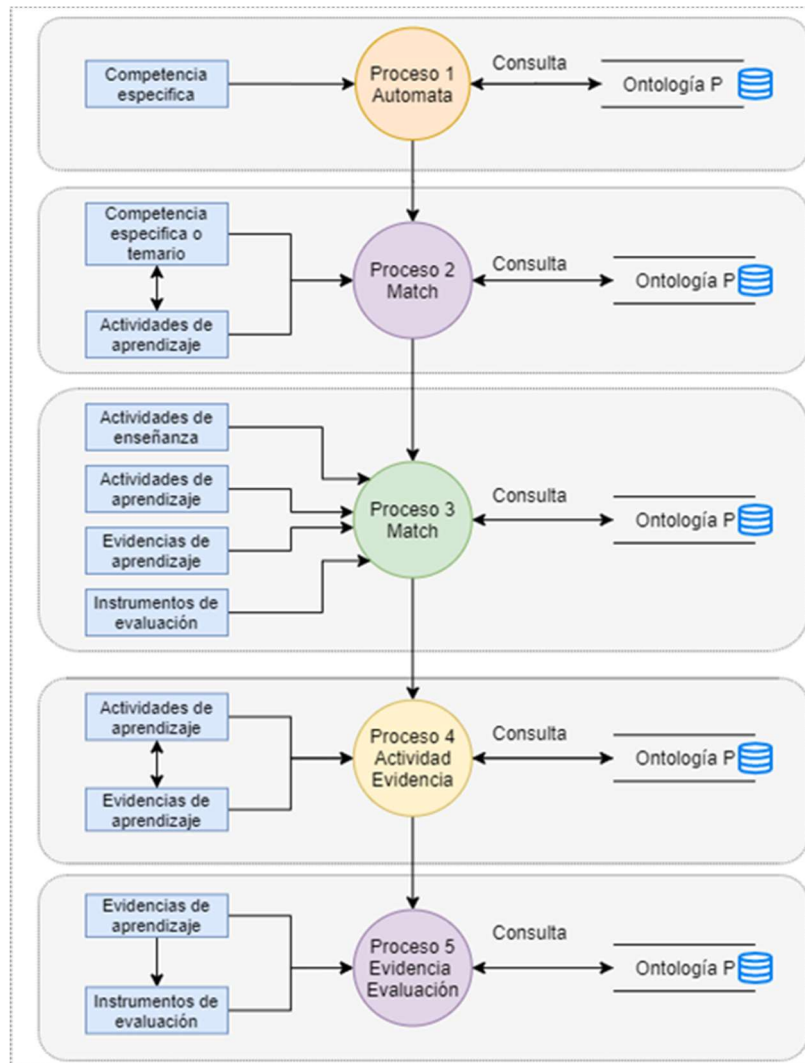 Competencia
especifica
Proceso 1
Automata
Consulta
Ontología P
Competencia
especifica o
temario
Actividades de
aprendizaje
Proceso 2
Match
Consulta
Ontología P
Actividades de
enseñanza
Actividades de
aprendizaje
Evidencias de
aprendizaje
Instrumentos de
evaluación
Proceso 3
Match
Consulta
Ontología P
Actividades de
aprendizaje
Evidencias de
aprendizaje
Proceso 4
Actividad
Evidencia
Consulta
Ontología P
Evidencias de
aprendizaje
Instrumentos de
evaluación
Proceso 5
Evidencia
Evaluación
Consulta
Ontología P